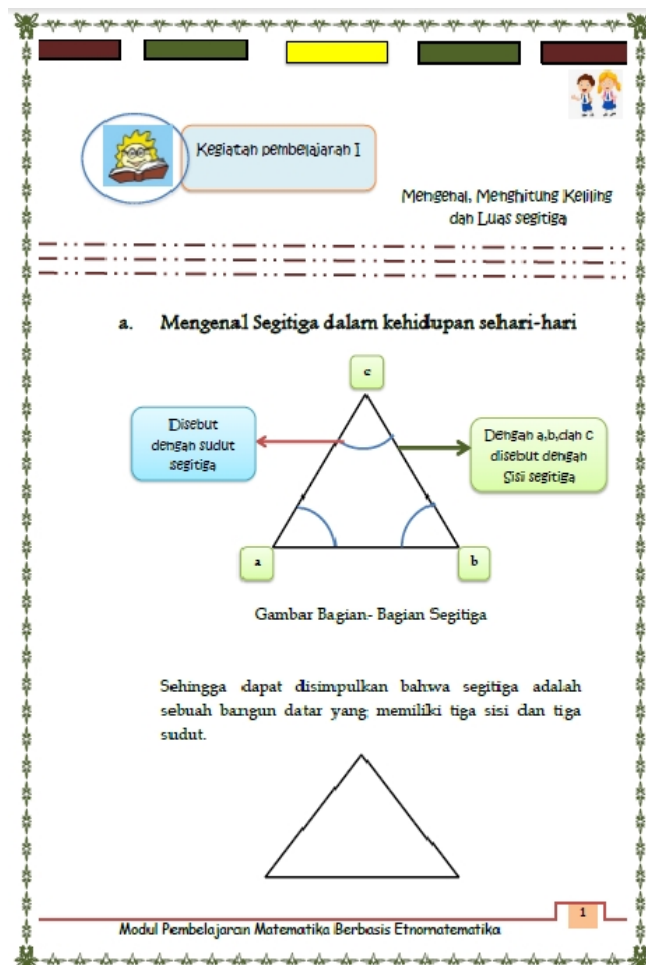 Kegiatan pembelajaran I
Mengenal, Menghitung Keliling
dan Luas segitiga
a. Mengenal Segitiga dalam kehidupan sehari-hari
c
Disebut
dengan sudut
segitiga
Dengan a,b,dan c
disebut dengan
Sisi segitiga
a
b
Gambar Bagian- Bagian Segitiga
Sehingga dapat disimpulkan bahwa segitiga adalah
sebuah bangun datar yang memiliki tiga sisi dan tiga
sudut.
1
Modul Pembelajaran Matematika Berbasis Etnomatematika